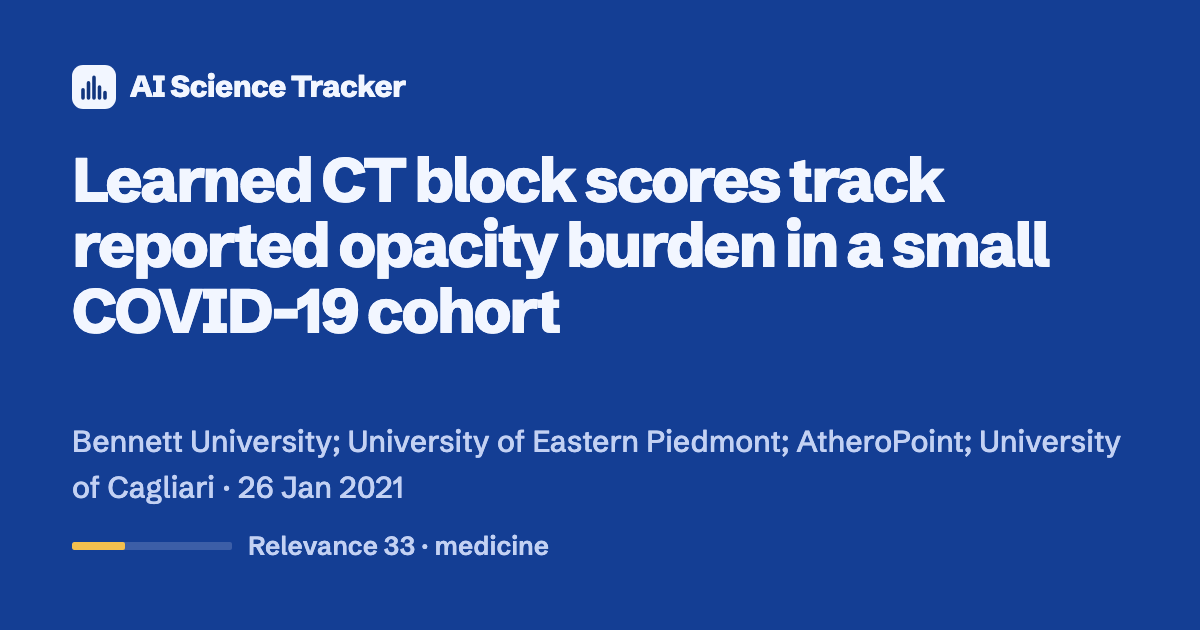 AI Science Tracker
Learned CT block scores track
reported opacity burden in a small
COVID-19 cohort
Bennett University; University of Eastern Piedmont; AtheroPoint; University
of Cagliari · 26 Jan 2021
Relevance 33 · medicine